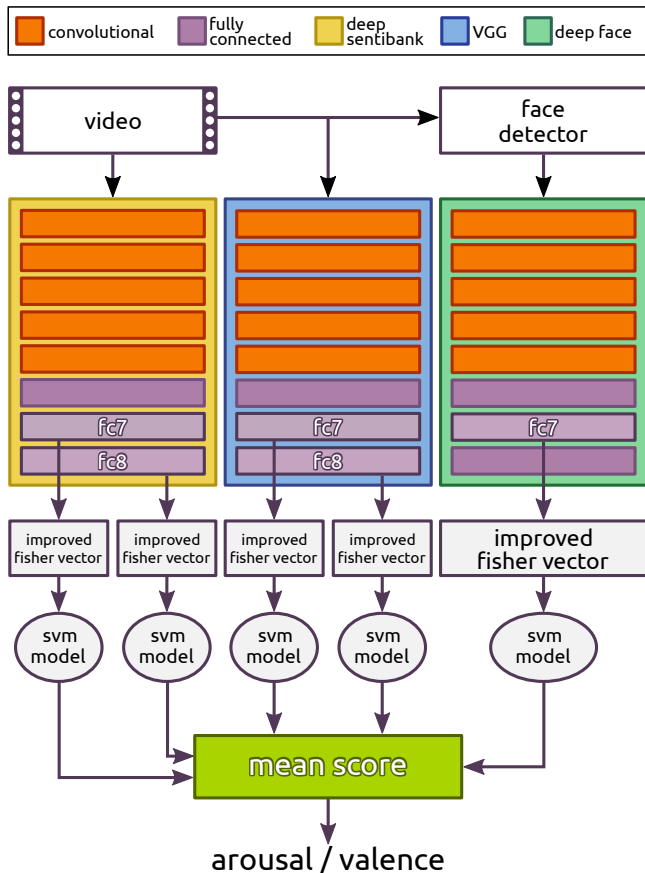 convolutional
fully
connected
deep
sentibank
VGG
deep face
video
face
detector
fc7
fc7
fc7
fc8
fc8
improved
fisher vector
improved
fisher vector
improved
fisher vector
improved
fisher vector
improved
fisher vector
svm
model
svm
model
svm
model
svm
model
svm
model
mean score
arousal / valence